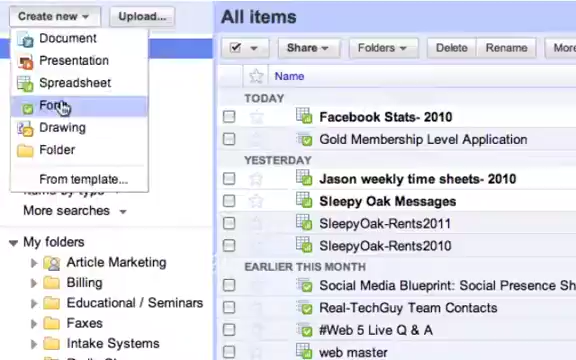 Create new
Upload...
All items
Document
Presentation
Spreadsheet
Form
Drawing
Folder
From template...
Items by type
More searches
My folders
Article Marketing
Billing
Educational / Seminars
Faxes
Intake Systems
Share
Folders
Delete
Rename
More
Name
TODAY
Facebook Stats- 2010
Gold Membership Level Application
YESTERDAY
Jason weekly time sheets- 2010
Sleepy Oak Messages
SleepyOak-Rents2011
SleepyOak-Rents2010
EARLIER THIS MONTH
Social Media Blueprint: Social Presence Sh
Real-TechGuy Team Contacts
#Web 5 Live Q & A
web master